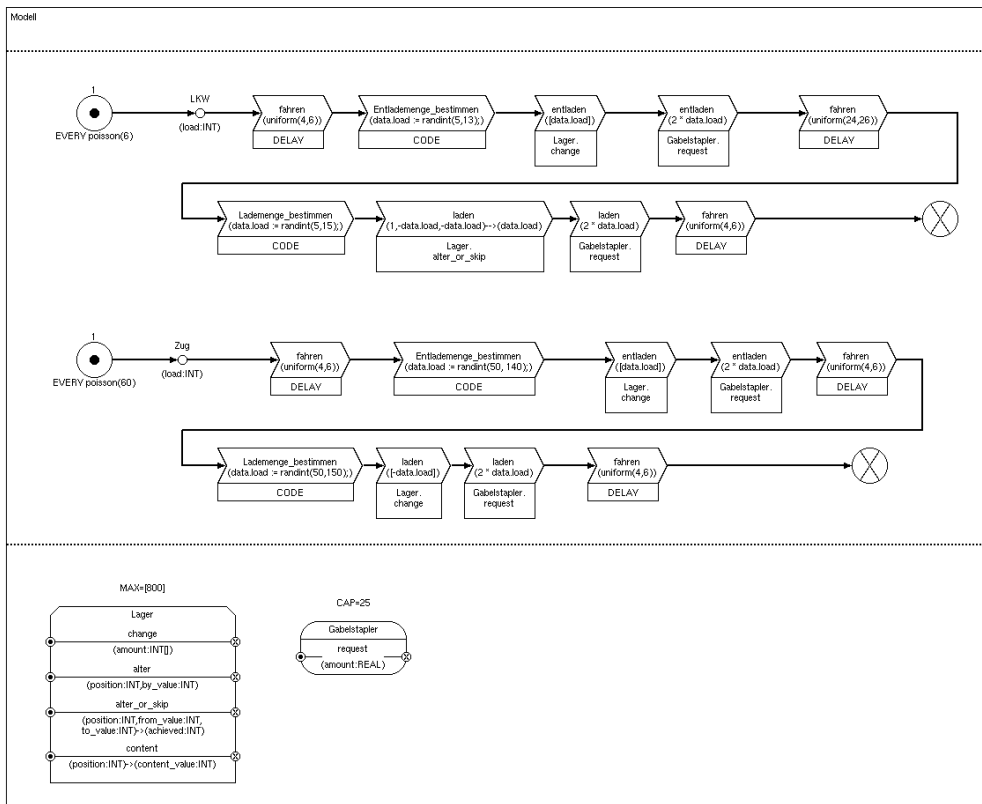 Modell
1
LKW
(load:INT)
EVERY poisson(6)
fahren
(uniform(4,6))
DELAY
Entlademenge_bestimmen
(data.load := randint(5,13);)
CODE
entladen
([data.load])
Lager.
change
entladen
(2 * data.load)
Gabelstapler.
request
fahren
(uniform(24,26))
DELAY
Lademenge_bestimmen
(data.load := randint(5,15);)
CODE
laden
(1,-data.load,-data.load)-->(data.load)
Lager.
alter_or_skip
laden
(2 * data.load)
Gabelstapler.
request
fahren
(uniform(4,6))
DELAY
1
Zug
(load:INT)
EVERY poisson(60)
fahren
(uniform(4,6))
DELAY
Entlademenge_bestimmen
(data.load := randint(50, 140);)
CODE
entladen
([data.load])
Lager.
change
entladen
(2 * data.load)
Gabelstapler.
request
fahren
(uniform(4,6))
DELAY
Lademenge_bestimmen
(data.load := randint(50,150);)
CODE
laden
([-data.load])
Lager.
change
laden
(2 * data.load)
Gabelstapler.
request
fahren
(uniform(4,6))
DELAY
MAX=[800]
Lager
change
(amount:INT[])
alter
(position:INT,by_value:INT)
alter_or_skip
(position:INT,from_value:INT,
to_value:INT)->(achieved:INT)
content
(position:INT)->(content_value:INT)
CAP=25
Gabelstapler
request
(amount:REAL)